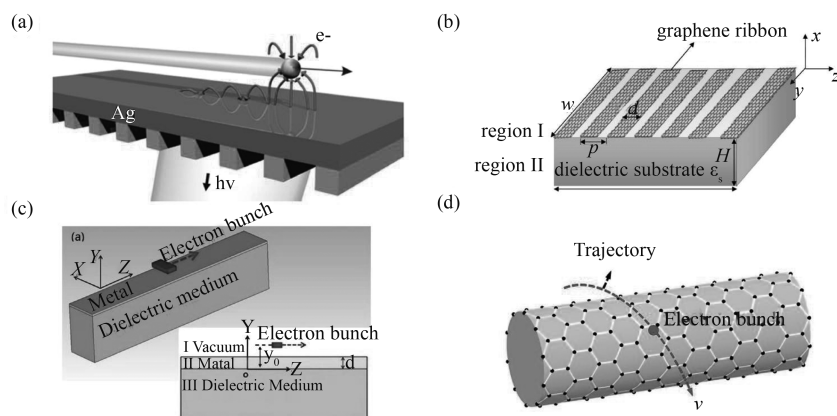 (a)
e-
Ag
hv
(b)
graphene ribbon
x
z
y
w
d
region I
p
H
region II
dielectric substrate εs
(c)
(a)
Electron bunch
Y
X
Z
Metal
Dielectric medium
Y
Electron bunch
I Vacuum
y0
II Matal
d
Z
o
III Dielectric Medium
(d)
Trajectory
Electron bunch
v